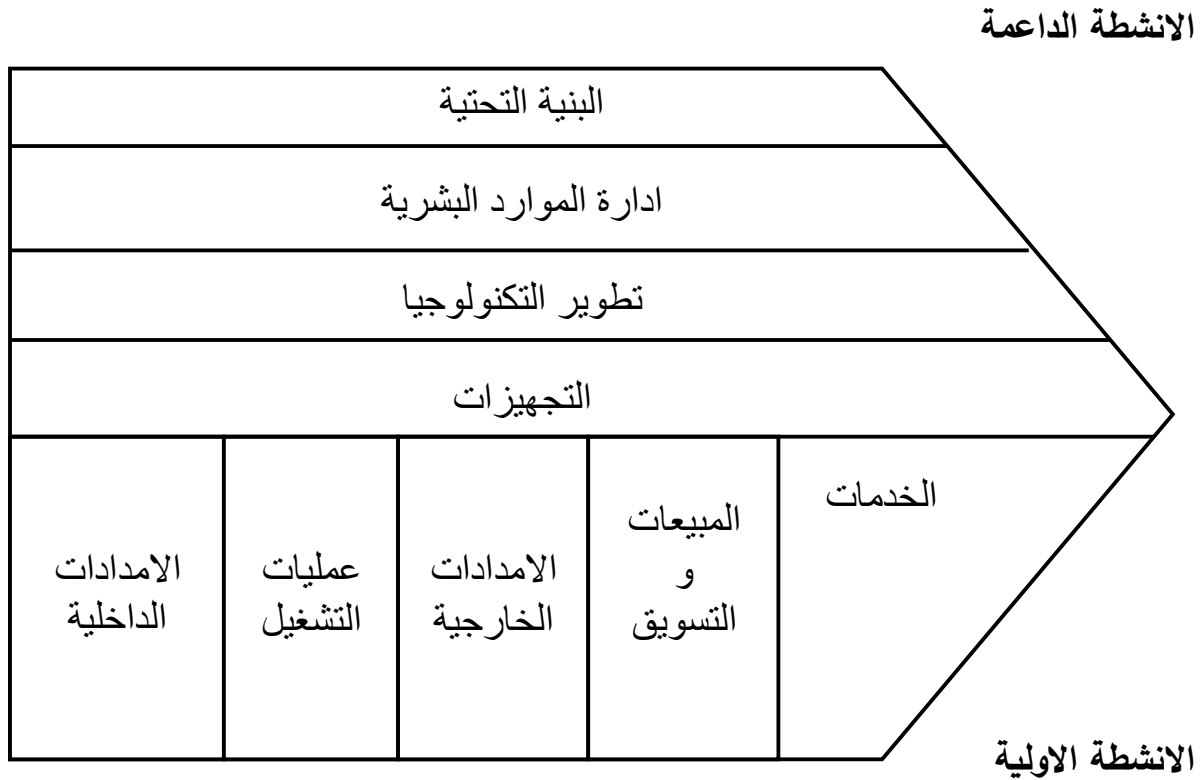 الانشطة الداعمة
البنية التحتية
ادارة الموارد البشرية
تطوير التكنولوجيا
التجهيزات
الامدادات
الداخلية
عمليات
التشغيل
الامدادات
الخارجية
المبيعات
و
التسويق
الخدمات
الانشطة الاولية